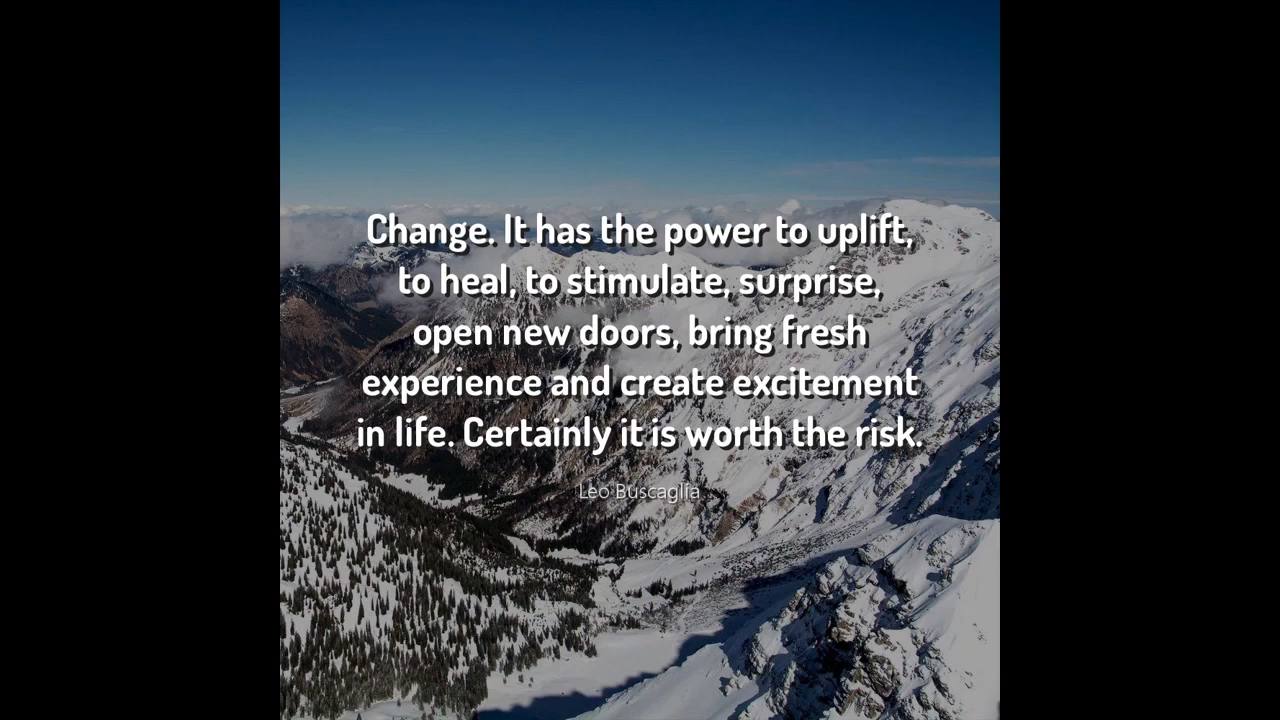 Change. It has the power to uplift,
to heal, to stimulate, surprise,
open new doors, bring fresh
experience and create excitement
in life. Certainly it is worth the risk.
Leo Buscaglia